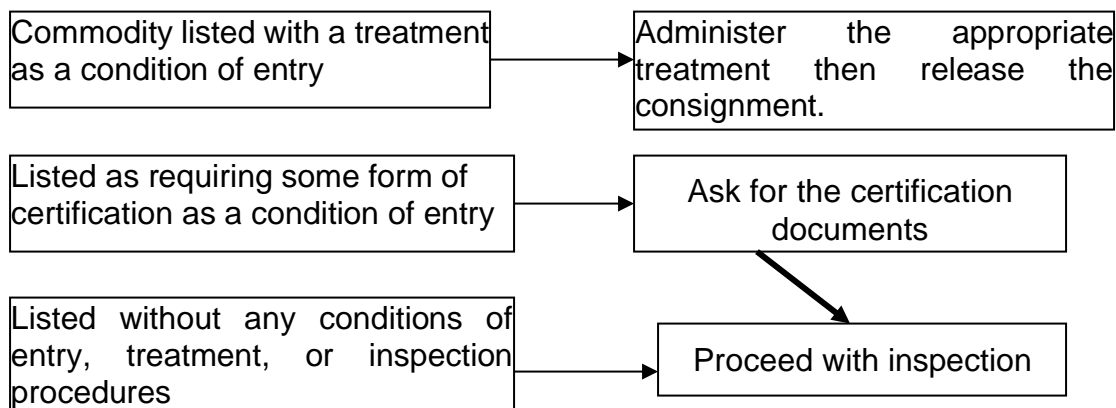 Commodity listed with a treatment
as a condition of entry
Administer the appropriate
treatment then release the
consignment.
Listed as requiring some form of
certification as a condition of entry
Ask for the certification
documents
Listed without any conditions of
entry, treatment, or inspection
procedures
Proceed with inspection